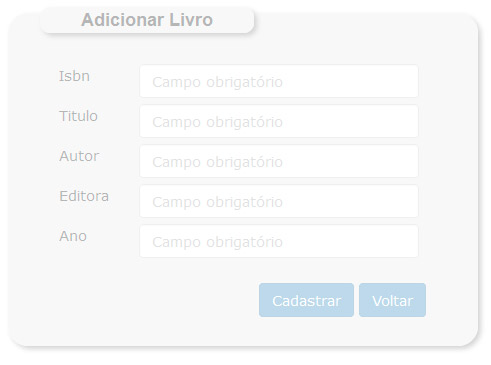 Adicionar Livro
Isbn Campo obrigatório
Titulo Campo obrigatório
Autor Campo obrigatório
Editora Campo obrigatório
Ano Campo obrigatório
Cadastrar Voltar